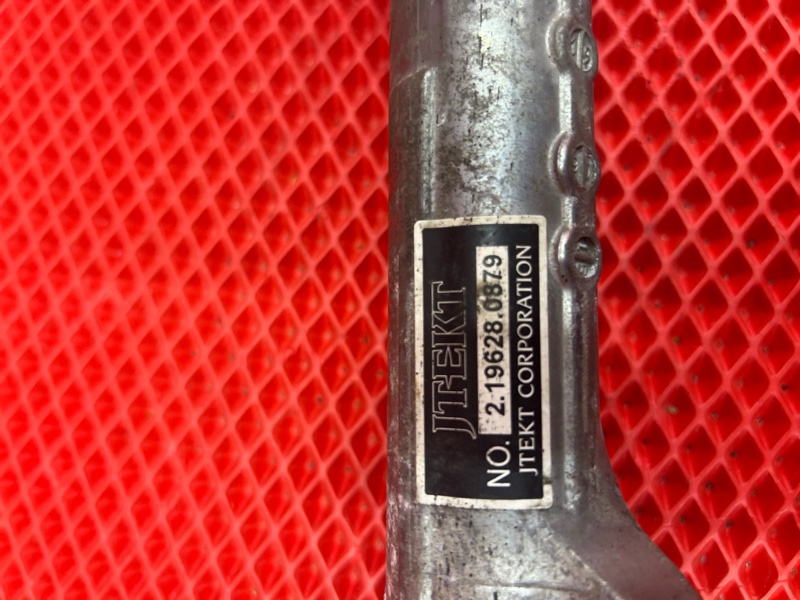 JTEKT
NO. 2.19628.0879
JTEKT CORPORATION